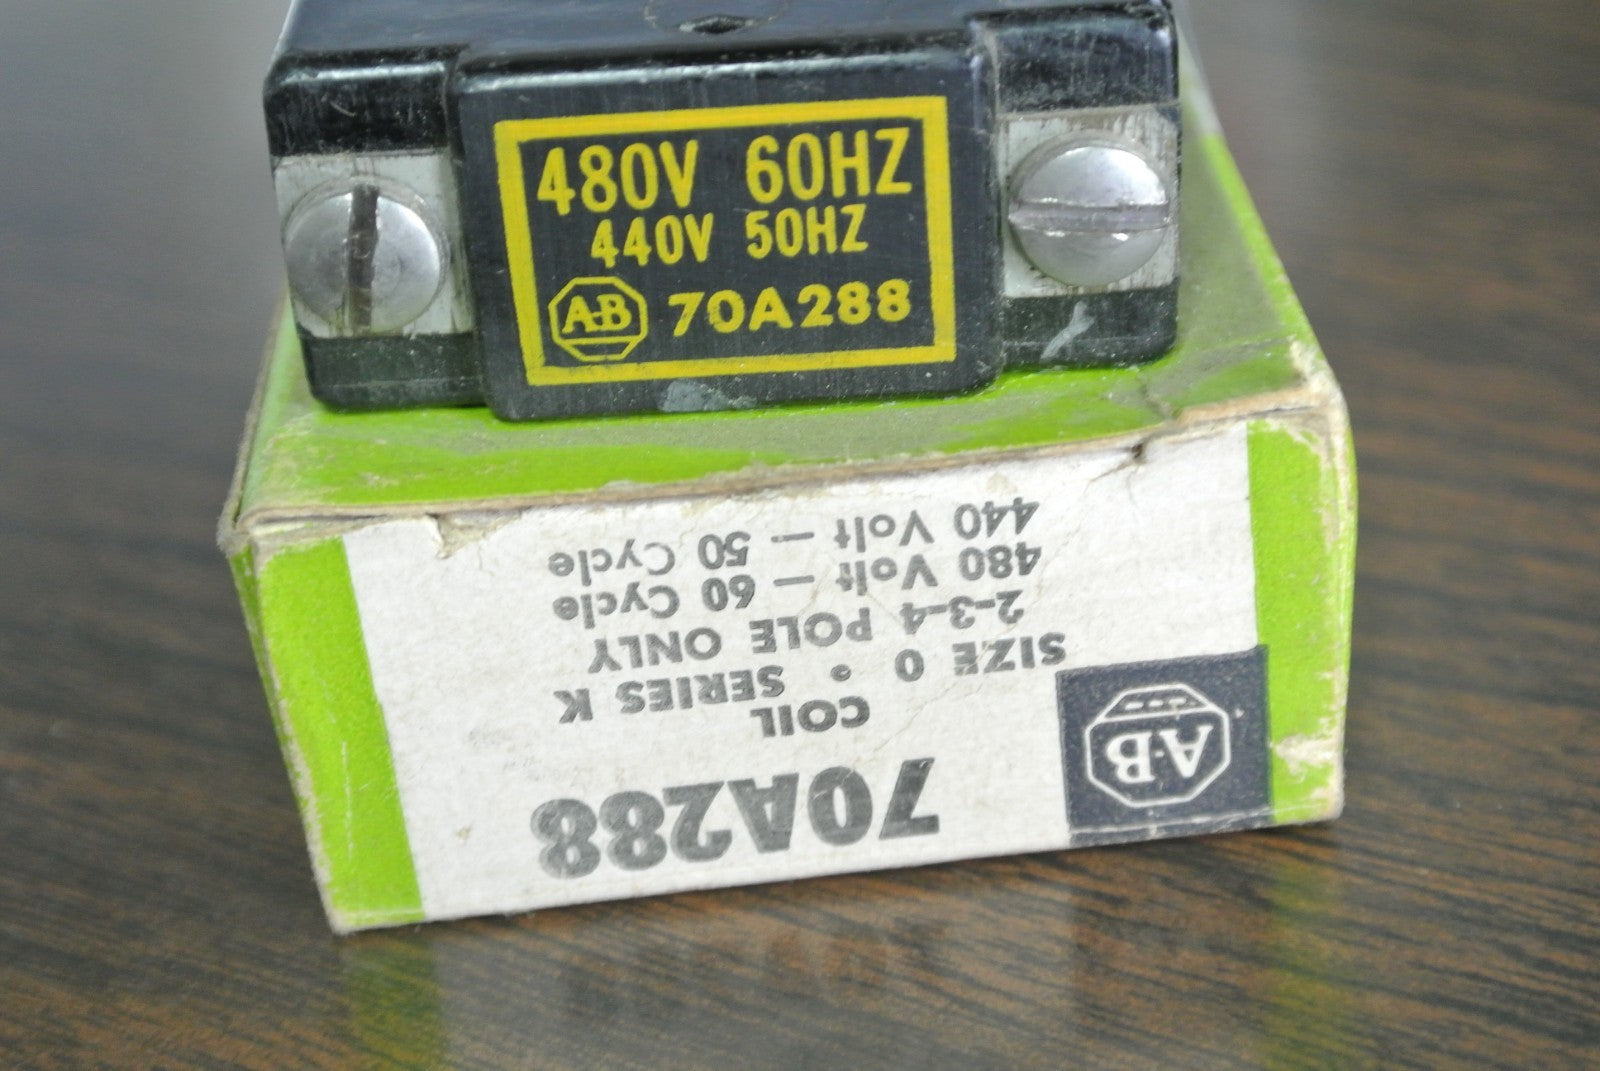 480V 60HZ
440V 50HZ
A-B 70A288
A-B
70A288
COIL
SIZE 0 • SERIES K
2-3-4 POLE ONLY
480 Volt — 60 Cycle
440 Volt — 50 Cycle